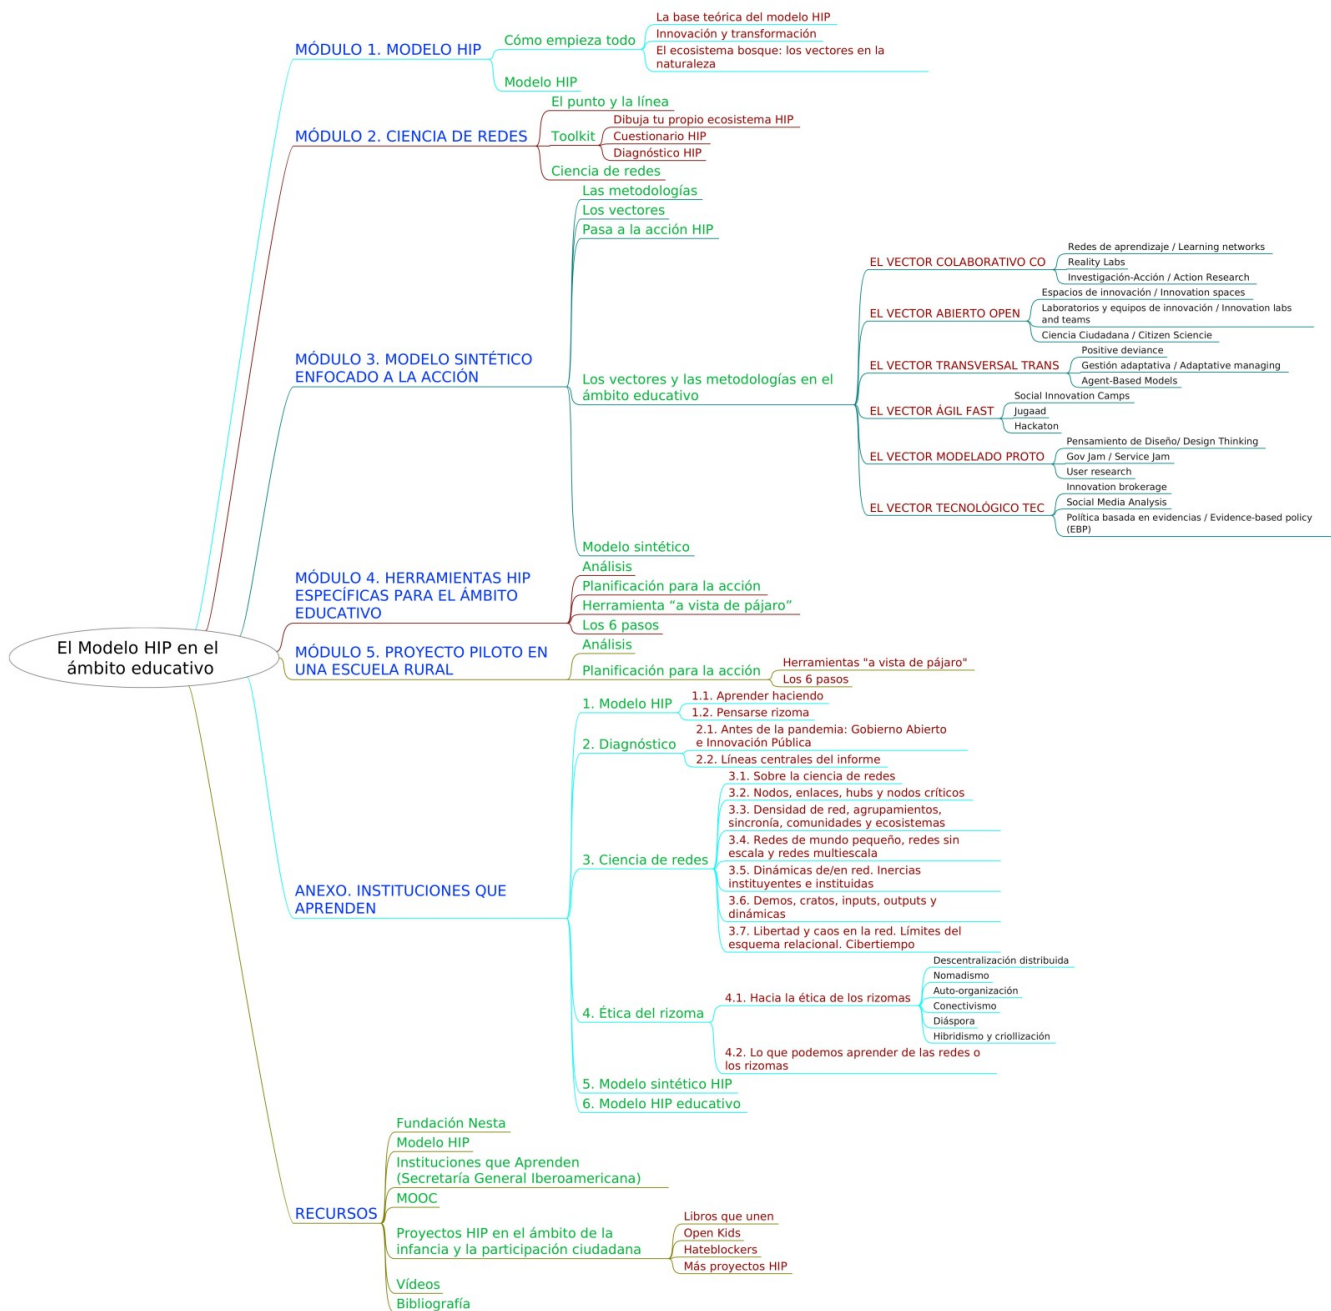 El Modelo HIP en el
ámbito educativo
MÓDULO 1. MODELO HIP
Cómo empieza todo
La base teórica del modelo HIP
Innovación y transformación
El ecosistema bosque: los vectores en la
naturaleza
Modelo HIP
MÓDULO 2. CIENCIA DE REDES
El punto y la línea
Toolkit
Dibuja tu propio ecosistema HIP
Cuestionario HIP
Diagnóstico HIP
Ciencia de redes
MÓDULO 3. MODELO SINTÉTICO
ENFOCADO A LA ACCIÓN
Las metodologías
Los vectores
Pasa a la acción HIP
Los vectores y las metodologías en el
ámbito educativo
EL VECTOR COLABORATIVO CO
Redes de aprendizaje / Learning networks
Reality Labs
Investigación-Acción / Action Research
EL VECTOR ABIERTO OPEN
Espacios de innovación / Innovation spaces
Laboratorios y equipos de innovación / Innovation labs
and teams
Ciencia Ciudadana / Citizen Sciencie
EL VECTOR TRANSVERSAL TRANS
Positive deviance
Gestión adaptativa / Adaptative managing
Agent-Based Models
EL VECTOR ÁGIL FAST
Social Innovation Camps
Jugaad
Hackaton
EL VECTOR MODELADO PROTO
Pensamiento de Diseño/ Design Thinking
Gov Jam / Service Jam
User research
EL VECTOR TECNOLÓGICO TEC
Innovation brokerage
Social Media Analysis
Política basada en evidencias / Evidence-based policy
(EBP)
Modelo sintético
MÓDULO 4. HERRAMIENTAS HIP
ESPECÍFICAS PARA EL ÁMBITO
EDUCATIVO
Análisis
Planificación para la acción
Herramienta “a vista de pájaro”
Los 6 pasos
MÓDULO 5. PROYECTO PILOTO EN
UNA ESCUELA RURAL
Análisis
Planificación para la acción
Herramientas "a vista de pájaro"
Los 6 pasos
ANEXO. INSTITUCIONES QUE
APRENDEN
1. Modelo HIP
1.1. Aprender haciendo
1.2. Pensarse rizoma
2. Diagnóstico
2.1. Antes de la pandemia: Gobierno Abierto
e Innovación Pública
2.2. Líneas centrales del informe
3. Ciencia de redes
3.1. Sobre la ciencia de redes
3.2. Nodos, enlaces, hubs y nodos críticos
3.3. Densidad de red, agrupamientos,
sincronía, comunidades y ecosistemas
3.4. Redes de mundo pequeño, redes sin
escala y redes multiescala
3.5. Dinámicas de/en red. Inercias
instituyentes e instituidas
3.6. Demos, cratos, inputs, outputs y
dinámicas
3.7. Libertad y caos en la red. Límites del
esquema relacional. Cibertiempo
4. Ética del rizoma
4.1. Hacia la ética de los rizomas
Descentralización distribuida
Nomadismo
Auto-organización
Conectivismo
Diáspora
Hibridismo y criollización
4.2. Lo que podemos aprender de las redes o
los rizomas
5. Modelo sintético HIP
6. Modelo HIP educativo
RECURSOS
Fundación Nesta
Modelo HIP
Instituciones que Aprenden
(Secretaría General Iberoamericana)
MOOC
Proyectos HIP en el ámbito de la
infancia y la participación ciudadana
Libros que unen
Open Kids
Hateblockers
Más proyectos HIP
Vídeos
Bibliografía